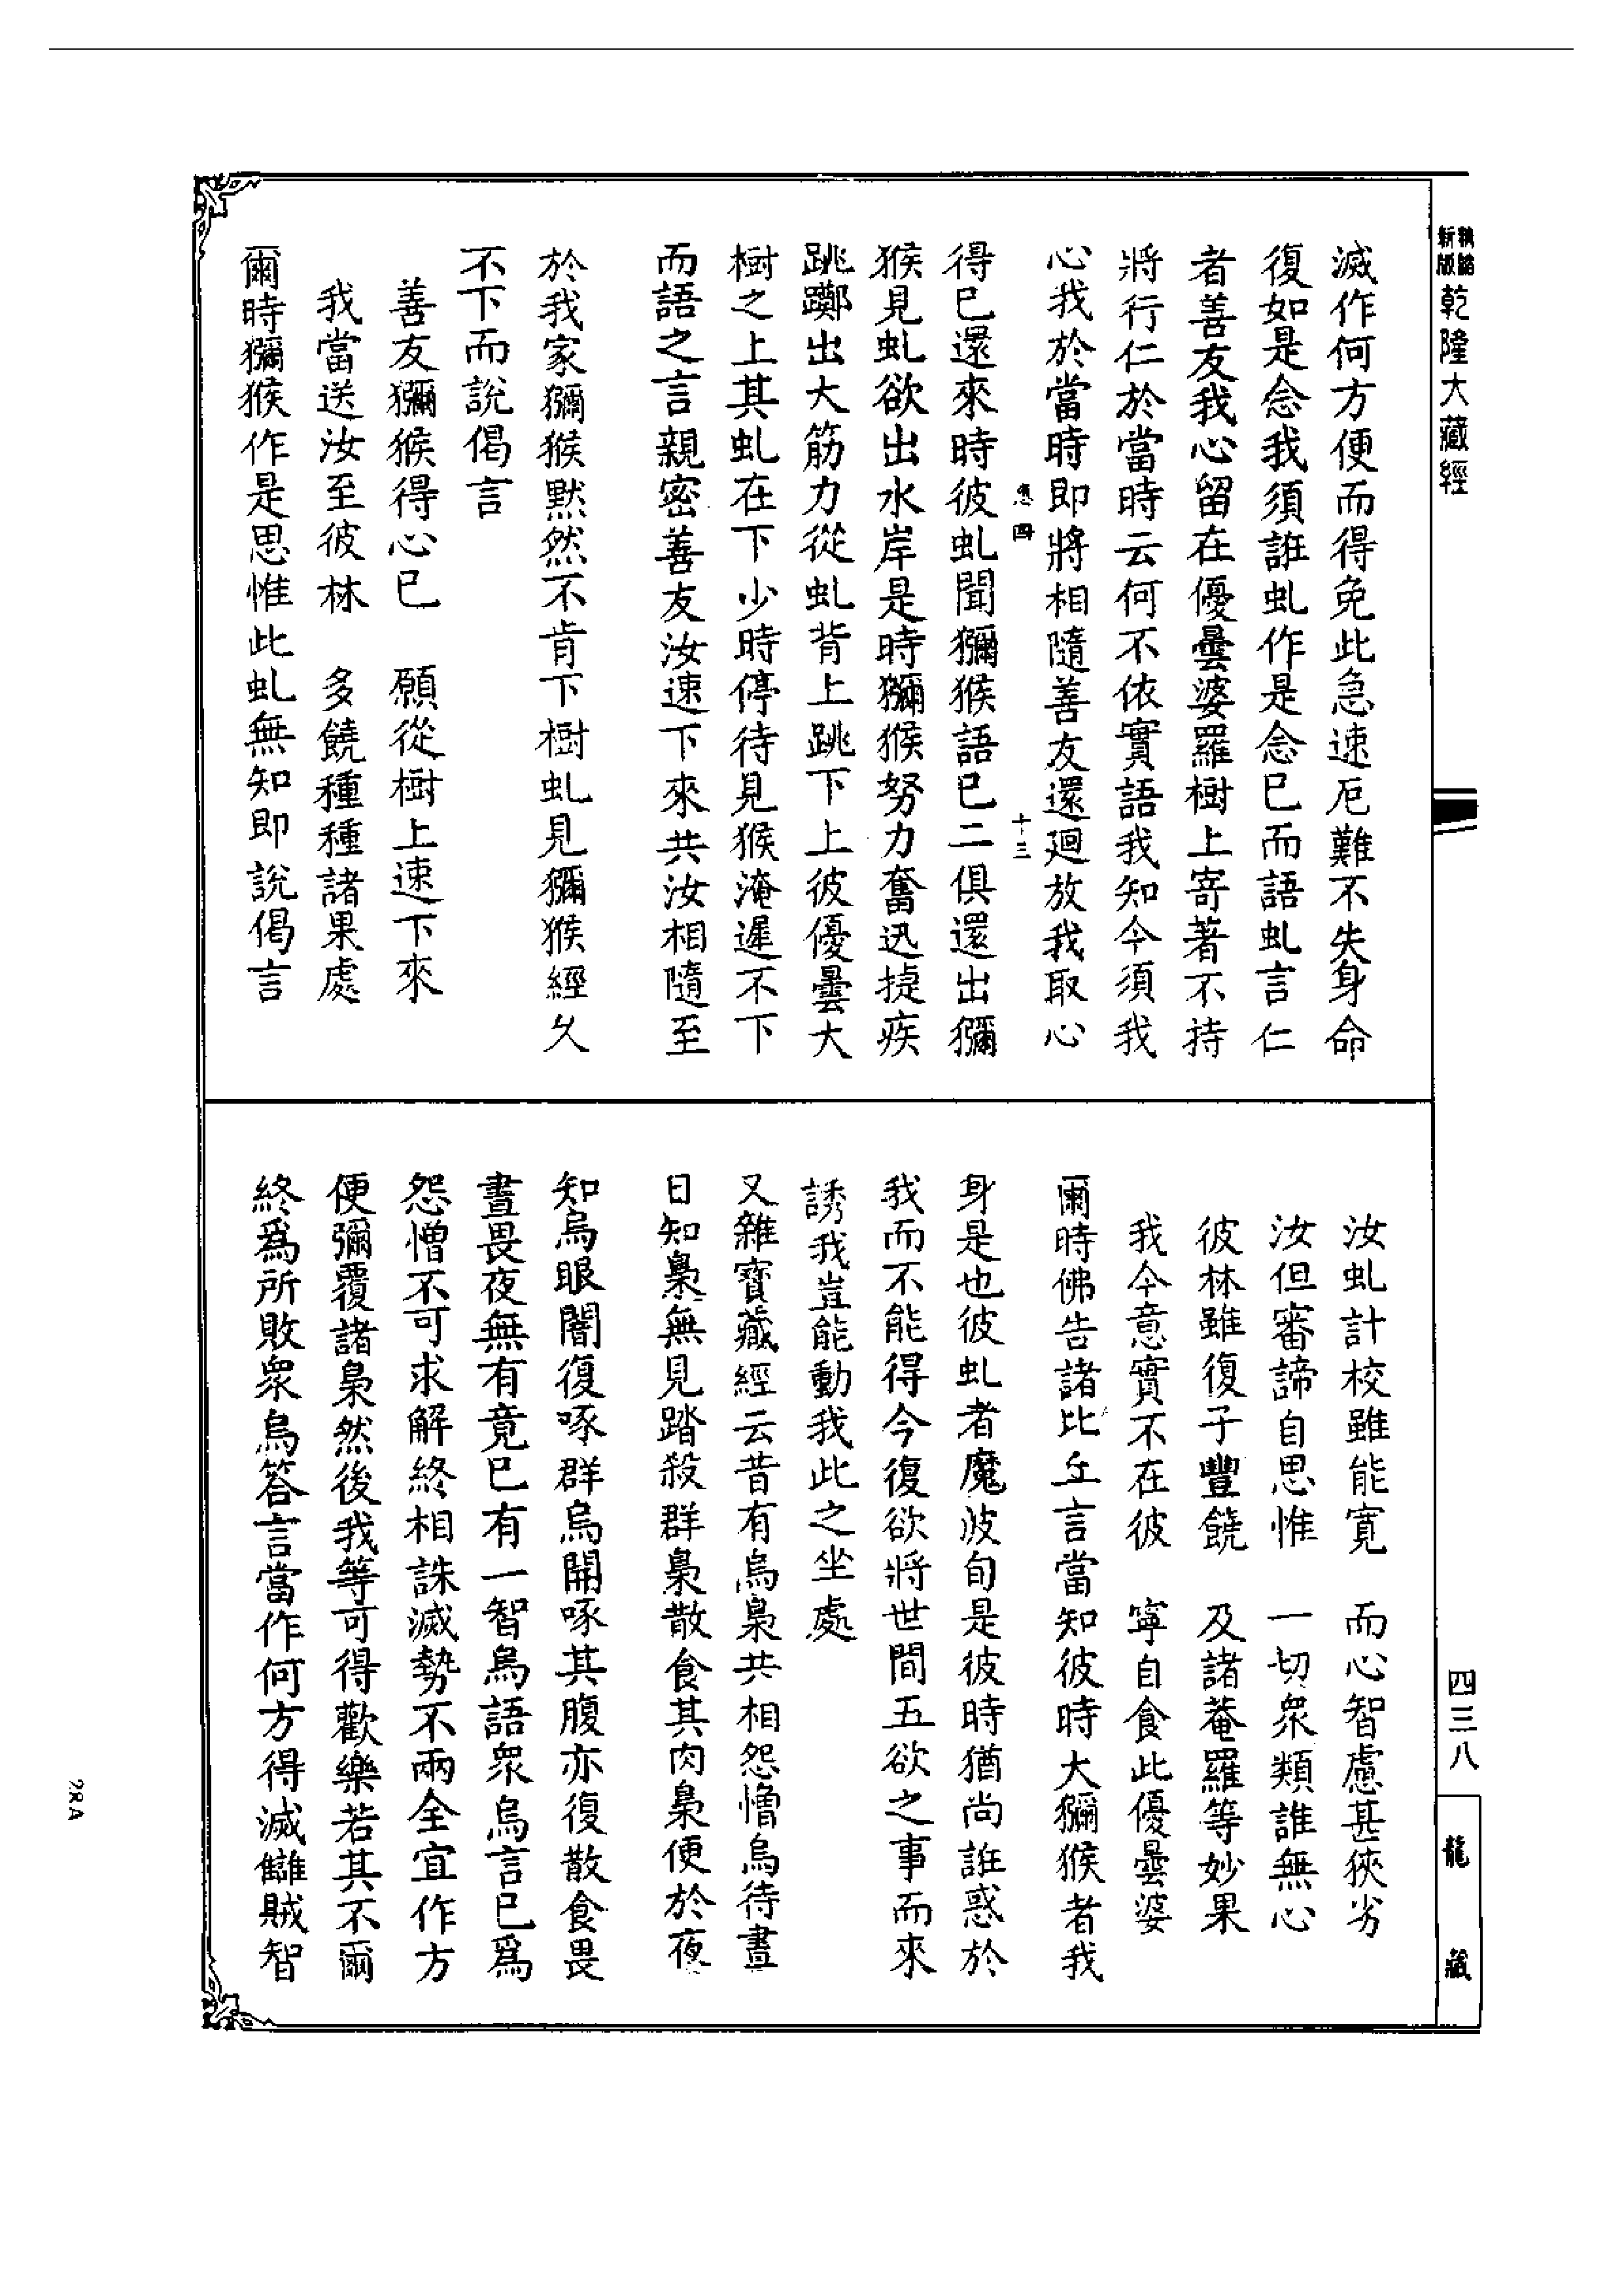 新版
乾隆大藏經
滅作何方便而得免此急速厄難不失身命
復如是念我須誑虬作是念已而語虬言仁
者善友我心留在優曇婆羅樹上寄著不持
將行仁於當時云何不依實語我知今須我
心我於當時即將相隨善友還迴放我取心
四
十三
得已還來時彼虬聞獼猴語已二俱還出獼
猴見虬欲出水岸是時獼猴努力奮迅捷疾
跳躑出大筋力從虬背上跳下上彼優曇大
樹之上其虬在下少時停待見猴淹遲不下
而語之言親密善友汝速下來共汝相隨至
於我家獼猴默然不肯下樹虬見獼猴經久
不下而說偈言
善友獼猴得心已　願從樹上速下來
我當送汝至彼林　多饒種種諸果處
爾時獼猴作是思惟此虬無知即說偈言
汝虬計校雖能寬　而心智慮甚狹劣
汝但審諦自思惟　一切衆類誰無心
彼林雖復子豐饒　及諸菴羅等妙果
我今意實不在彼　寧自食此優曇婆
爾時佛告諸比丘言當知彼時大獼猴者我
身是也彼虬者魔波旬是彼時猶尚誑惑於
我而不能得今復欲將世間五欲之事而來
誘我豈能動我此之坐處
又雜寶藏經云昔有烏梟共相怨憎烏待晝
日知梟無見踏殺群梟散食其肉梟便於夜
知烏眼闇復啄群烏開啄其腹亦復散食畏
晝畏夜無有竟已有一智烏語衆烏言已爲
怨憎不可求解終相誅滅勢不兩全宜作方
便彌覆諸梟然後我等可得歡樂若其不爾
終爲所敗衆烏答言當作何方得滅讎賊智
四三八
龍藏
28A